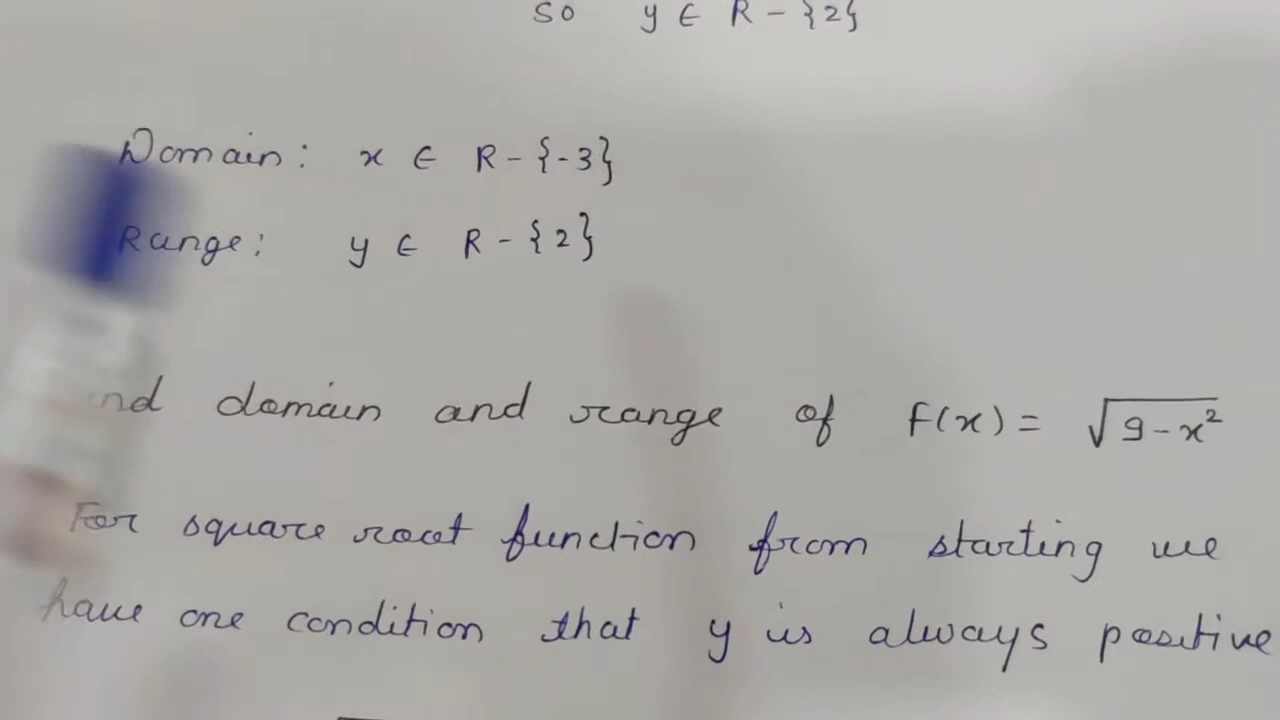 so y ∈ R - {2}
Domain: x ∈ R - {-3}
Range: y ∈ R - {2}
nd domain and range of f(x) = √9-x²
For square root function from starting we
have one condition that y is always positive